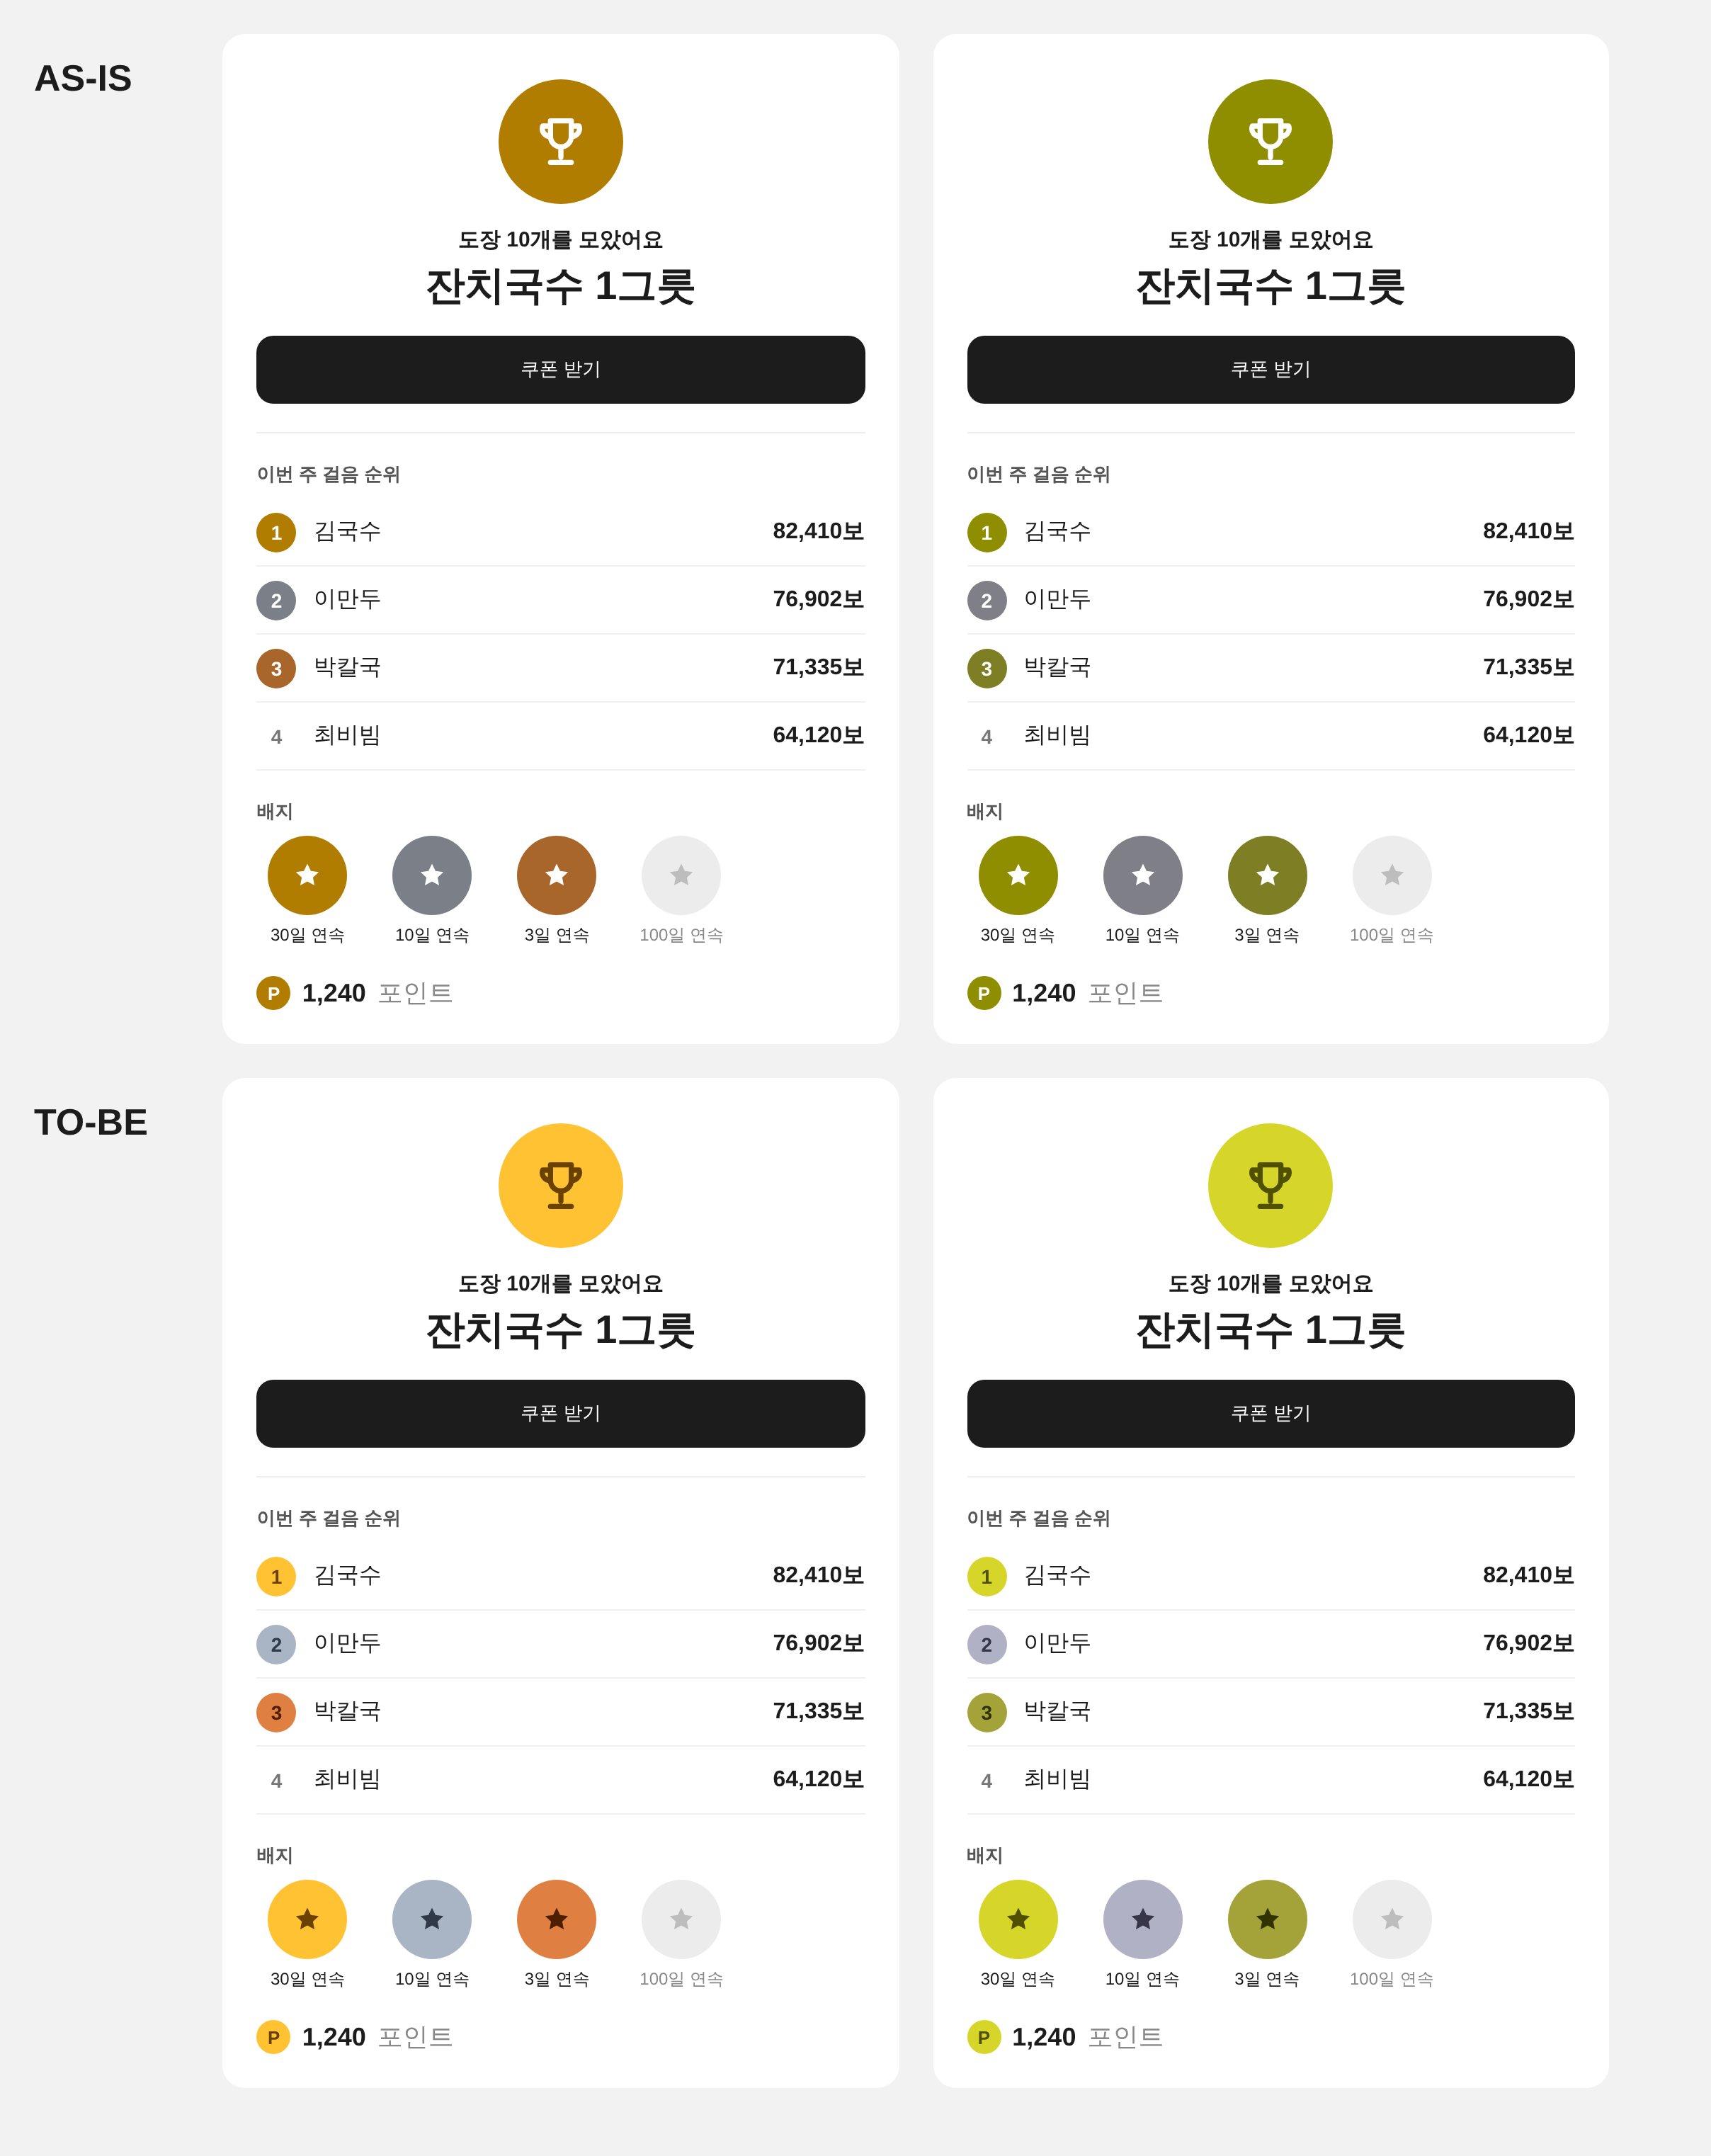 AS-IS
도장 10개를 모았어요
잔치국수 1그릇
쿠폰 받기
이번 주 걸음 순위
1 김국수 82,410보
2 이만두 76,902보
3 박칼국 71,335보
4 최비빔 64,120보
배지
30일 연속 10일 연속 3일 연속 100일 연속
P 1,240 포인트
도장 10개를 모았어요
잔치국수 1그릇
쿠폰 받기
이번 주 걸음 순위
1 김국수 82,410보
2 이만두 76,902보
3 박칼국 71,335보
4 최비빔 64,120보
배지
30일 연속 10일 연속 3일 연속 100일 연속
P 1,240 포인트
TO-BE
도장 10개를 모았어요
잔치국수 1그릇
쿠폰 받기
이번 주 걸음 순위
1 김국수 82,410보
2 이만두 76,902보
3 박칼국 71,335보
4 최비빔 64,120보
배지
30일 연속 10일 연속 3일 연속 100일 연속
P 1,240 포인트
도장 10개를 모았어요
잔치국수 1그릇
쿠폰 받기
이번 주 걸음 순위
1 김국수 82,410보
2 이만두 76,902보
3 박칼국 71,335보
4 최비빔 64,120보
배지
30일 연속 10일 연속 3일 연속 100일 연속
P 1,240 포인트